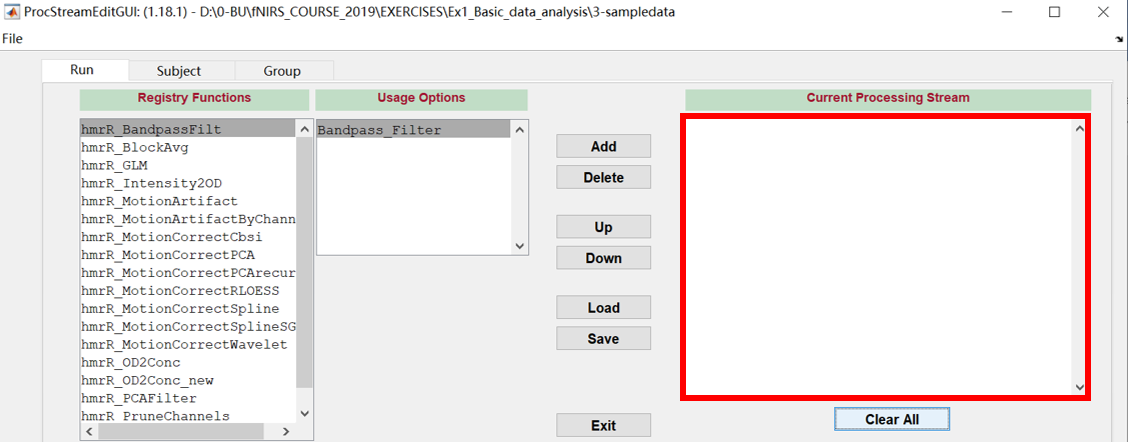 ProcStreamEditGUI: (1.18.1) - D:\0-BU\fNIRS_COURSE_2019\EXERCISES\Ex1_Basic_data_analysis\3-sampledata
File
Run Subject Group
Registry Functions Usage Options Current Processing Stream
hmrR_BandpassFilt
hmrR_BlockAvg
hmrR_GLM
hmrR_Intensity2OD
hmrR_MotionArtifact
hmrR_MotionArtifactByChann
hmrR_MotionCorrectCbsi
hmrR_MotionCorrectPCA
hmrR_MotionCorrectPCArecur
hmrR_MotionCorrectRLOESS
hmrR_MotionCorrectSpline
hmrR_MotionCorrectSplineSG
hmrR_MotionCorrectWavelet
hmrR_OD2Conc
hmrR_OD2Conc_new
hmrR_PCAFilter
hmrR_PruneChannels
Bandpass_Filter
Add
Delete
Up
Down
Load
Save
Exit
Clear All